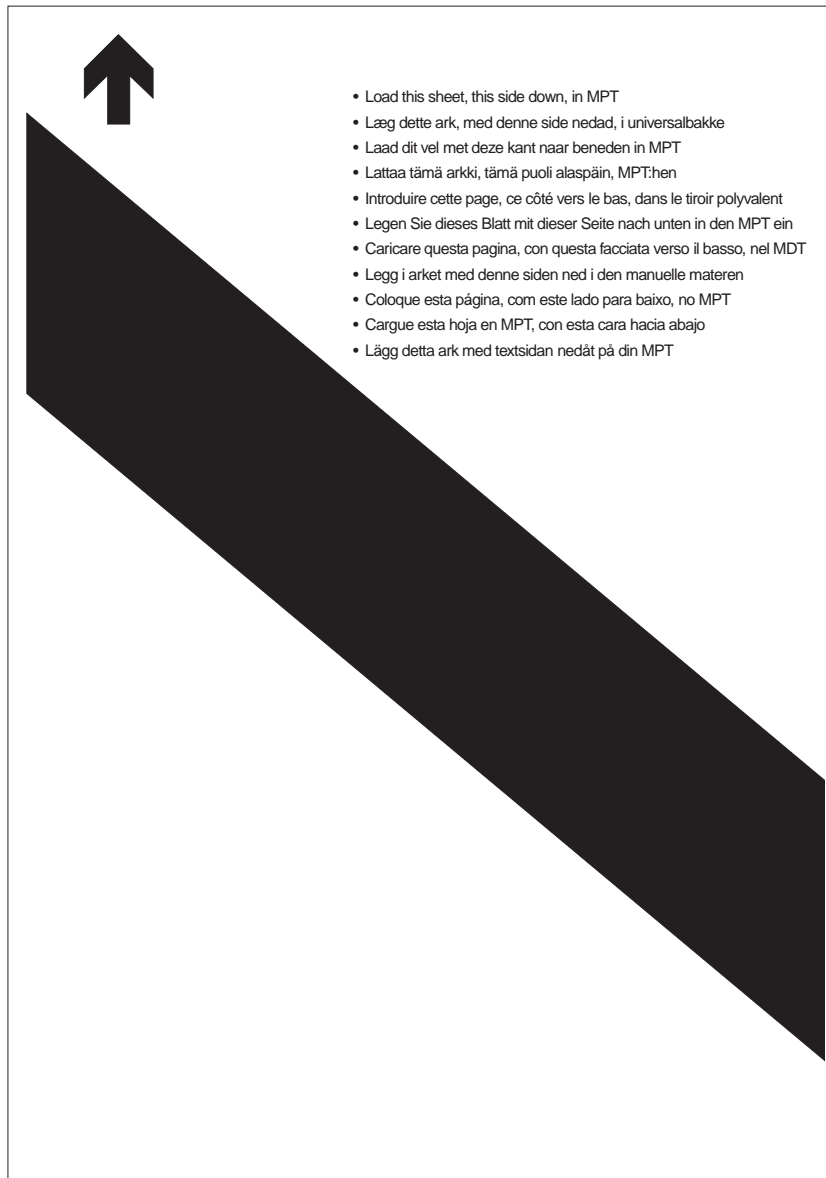 • Load this sheet, this side down, in MPT
• Læg dette ark, med denne side nedad, i universalbakke
• Laad dit vel met deze kant naar beneden in MPT
• Lattaa tämä arkki, tämä puoli alaspäin, MPT:hen
• Introduire cette page, ce côté vers le bas, dans le tiroir polyvalent
• Legen Sie dieses Blatt mit dieser Seite nach unten in den MPT ein
• Caricare questa pagina, con questa facciata verso il basso, nel MDT
• Legg i arket med denne siden ned i den manuelle materen
• Coloque esta página, com este lado para baixo, no MPT
• Cargue esta hoja en MPT, con esta cara hacia abajo
• Lägg detta ark med textsidan nedåt på din MPT